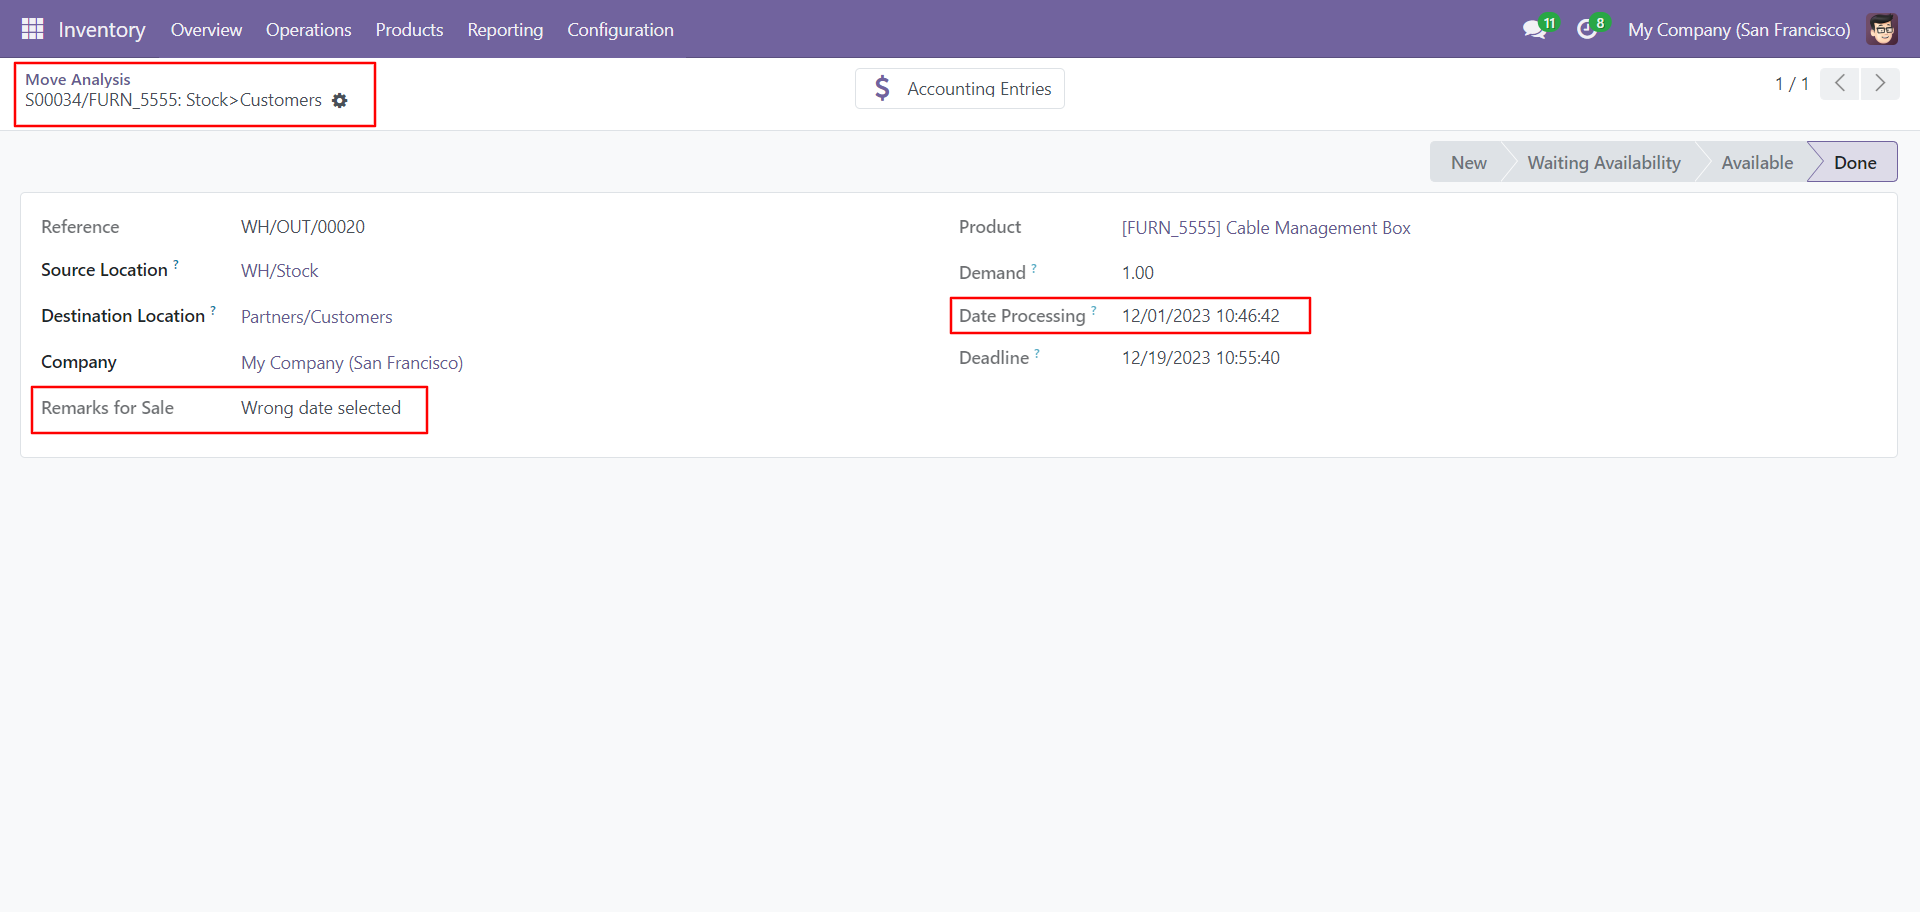 Inventory Overview Operations Products Reporting Configuration 11 8 My Company (San Francisco)
Move Analysis
S00034/FURN_5555: Stock>Customers
$ Accounting Entries
1 / 1
New Waiting Availability Available Done
Reference WH/OUT/00020
Source Location ? WH/Stock
Destination Location ? Partners/Customers
Company My Company (San Francisco)
Remarks for Sale Wrong date selected
Product [FURN_5555] Cable Management Box
Demand ? 1.00
Date Processing ? 12/01/2023 10:46:42
Deadline ? 12/19/2023 10:55:40